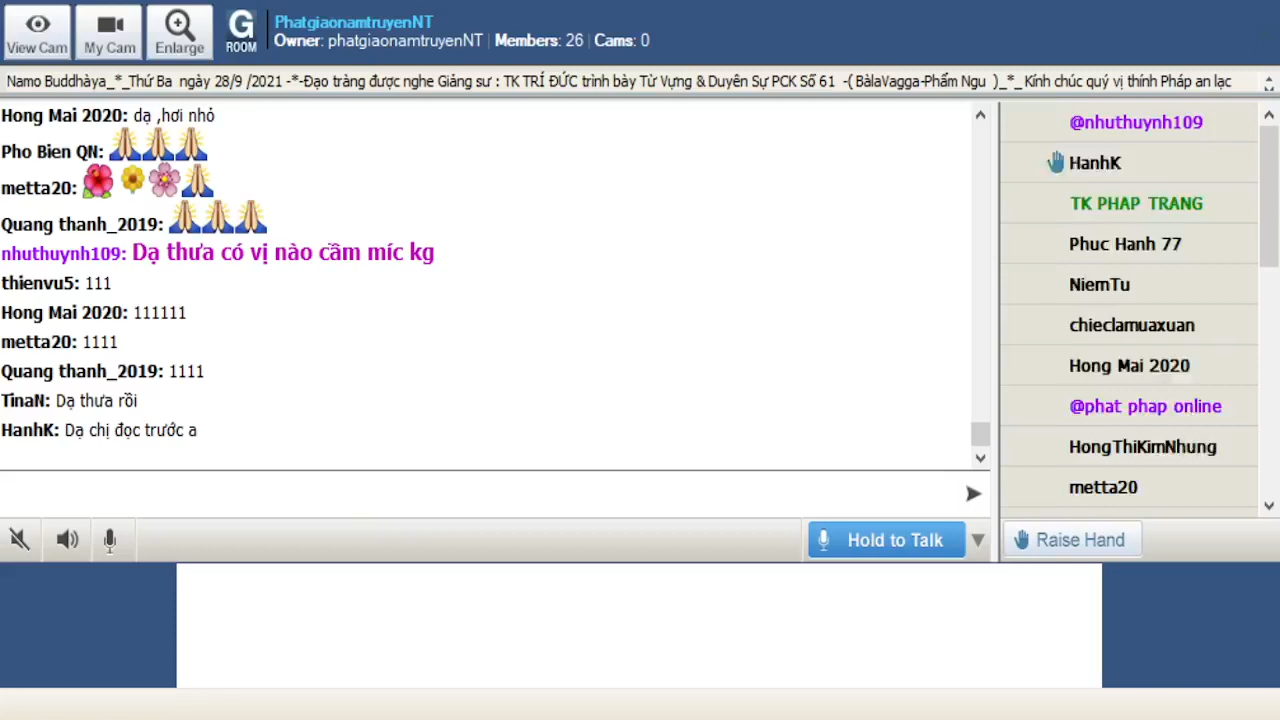 View Cam
My Cam
Enlarge
G
ROOM
PhatgiaonamtruyenNT
Owner: phatgiaonamtruyenNT | Members: 26 | Cams: 0
Namo Buddhàya_*_Thứ Ba ngày 28/9 /2021 -*-Đạo tràng được nghe Giảng sư : TK TRÍ ĐỨC trình bày Từ Vựng & Duyên Sự PCK Số 61 -( BàlaVagga-Phẩm Ngu )_*_ Kính chúc quý vị thính Pháp an lạc
Hong Mai 2020: dạ ,hơi nhỏ
Pho Bien QN:
metta20:
Quang thanh_2019:
nhuthuynh109: Dạ thưa có vị nào cầm míc kg
thienvu5: 111
Hong Mai 2020: 111111
metta20: 1111
Quang thanh_2019: 1111
TinaN: Dạ thưa rồi
HanhK: Dạ chị đọc trước a
@nhuthuynh109
HanhK
TK PHAP TRANG
Phuc Hanh 77
NiemTu
chieclamuaxuan
Hong Mai 2020
@phat phap online
HongThiKimNhung
metta20
Hold to Talk
Raise Hand